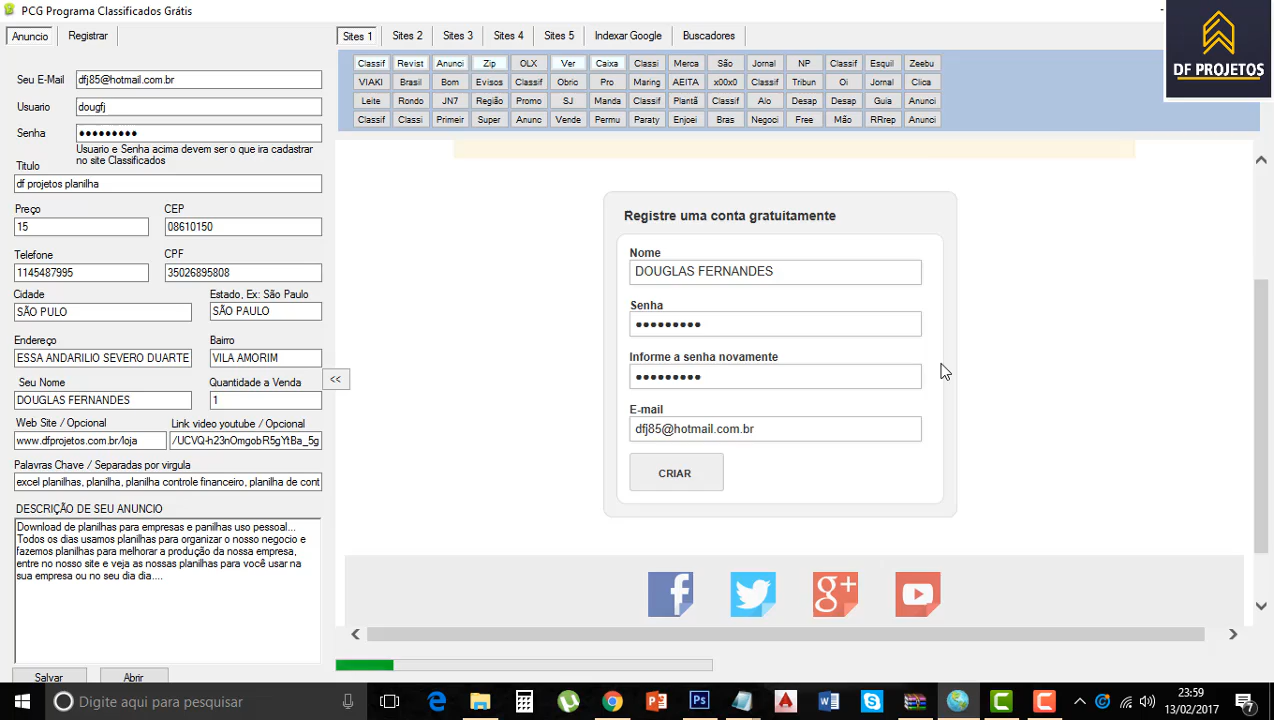 PCG Programa Classificados Grátis
DF PROJETOS
Anuncio Registrar
Sites 1 Sites 2 Sites 3 Sites 4 Sites 5 Indexar Google Buscadores
Classif Revist Anunci Zip OLX Ver Caixa Classi Merca São Jornal NP Classif Esquil Zeebu
VIAKI Brasil Bom Evisos Classif Obrio Pro Maring AEITA x00x0 Classif Tribun Oi Jornal Clica
Leite Rondo JN7 Região Promo SJ Manda Classif Plantã Classif Alo Desap Desap Guia Anunci
Classif Classi Primeir Super Anunc Vende Permu Paraty Enjoei Bras Negoci Free Mão RRrep Anunci
Seu E-Mail dfj85@hotmail.com.br
Usuario dougfj
Senha •••••••••
Usuario e Senha acima devem ser o que ira cadastrar
no site Classificados
Titulo
df projetos planilha
Preço CEP
15 08610150
Telefone CPF
1145487995 35026895808
Cidade Estado, Ex: São Paulo
SÃO PULO SÃO PAULO
Endereço Bairro
ESSA ANDARILIO SEVERO DUARTE VILA AMORIM
Seu Nome Quantidade a Venda
DOUGLAS FERNANDES 1
<<
Web Site / Opcional Link video youtube / Opcional
www.dfprojetos.com.br/loja /UCVQ-h23nOmgobR5gYtBa_5g
Palavras Chave / Separadas por virgula
excel planilhas, planilha, planilha controle financeiro, planilha de cont
DESCRIÇÃO DE SEU ANUNCIO
Download de planilhas para empresas e panilhas uso pessoal...
Todos os dias usamos planilhas para organizar o nosso negocio e
fazemos planilhas para melhorar a produção da nossa empresa,
entre no nosso site e veja as nossas planilhas para você usar na
sua empresa ou no seu dia dia....
Salvar Abrir
Registre uma conta gratuitamente
Nome
DOUGLAS FERNANDES
Senha
•••••••••
Informe a senha novamente
•••••••••
E-mail
dfj85@hotmail.com.br
CRIAR
Digite aqui para pesquisar
23:59
13/02/2017
7